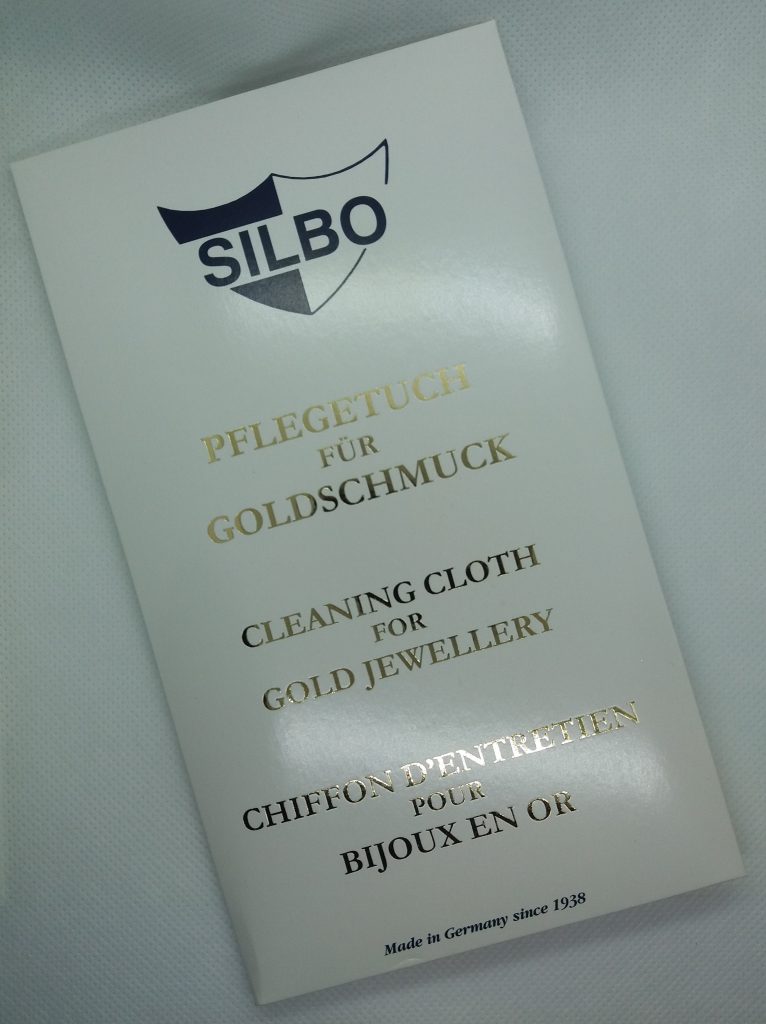 SILBO
PFLEGETUCH
FÜR
GOLDSCHMUCK
CLEANING CLOTH
FOR
GOLD JEWELLERY
CHIFFON D'ENTRETIEN
POUR
BIJOUX EN OR
Made in Germany since 1938